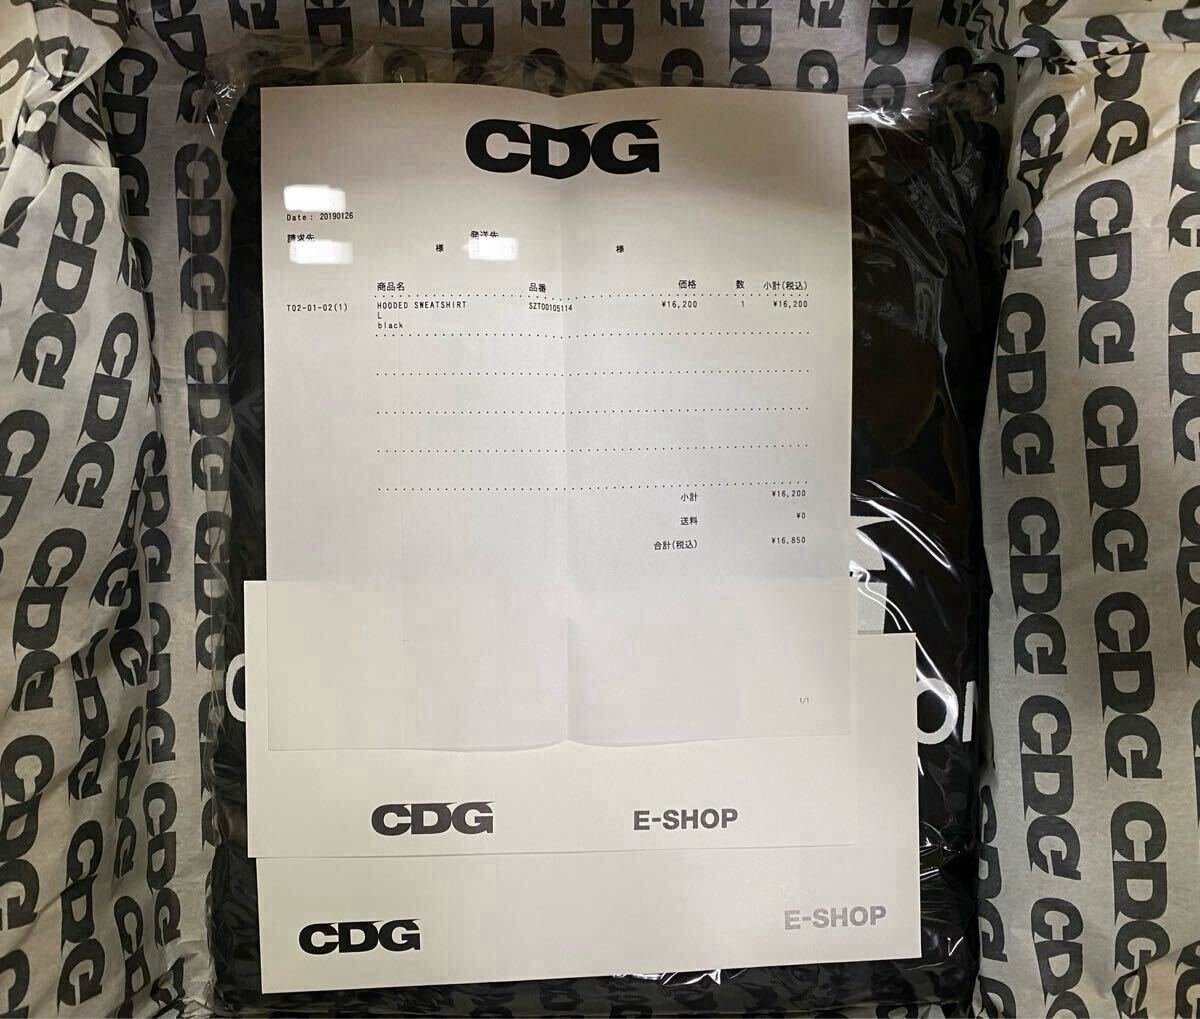 CDG
Date: 20190126
請求先 発送先
様 様
商品名 品番 価格 数 小計(税込)
T02-01-02(1) HOODED SWEATSHIRT SZT00105114 ¥16,200 1 ¥16,200
L
black
小計 ¥16,200
送料 ¥0
合計(税込) ¥16,850
1/1
CDG E-SHOP
CDG E-SHOP